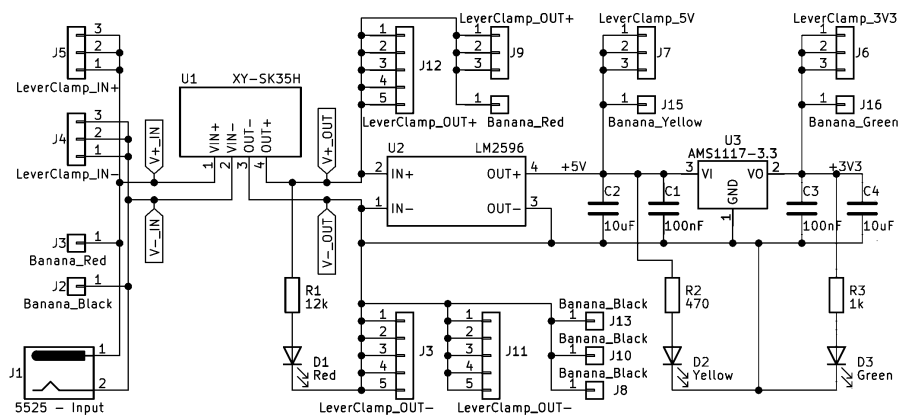 LeverClamp_OUT+
LeverClamp_5V
LeverClamp_3V3
J5
3
2
1
LeverClamp_IN+
U1
XY-SK35H
VIN+
VIN-
OUT-
OUT+
1
2
3
4
J4
3
2
1
LeverClamp_IN-
V+_IN
V-_IN
V+_OUT
V-_OUT
1
2
3
4
5
J12
LeverClamp_OUT+
1
2
3
J9
1
Banana_Red
1
2
3
J7
1
J15
Banana_Yellow
1
2
3
J6
1
J16
Banana_Green
U2
LM2596
2
IN+
OUT+
4
+5V
1
IN-
OUT-
3
U3
AMS1117-3.3
3
VI
VO
2
GND
1
+3V3
C2
10uF
C1
100nF
C3
100nF
C4
10uF
J3
1
Banana_Red
J2
1
Banana_Black
R1
12k
D1
Red
1
2
3
4
5
J3
LeverClamp_OUT-
1
2
3
4
5
J11
LeverClamp_OUT-
Banana_Black
1
J13
Banana_Black
1
J10
Banana_Black
1
J8
R2
470
D2
Yellow
R3
1k
D3
Green
J1
1
2
5525 - Input